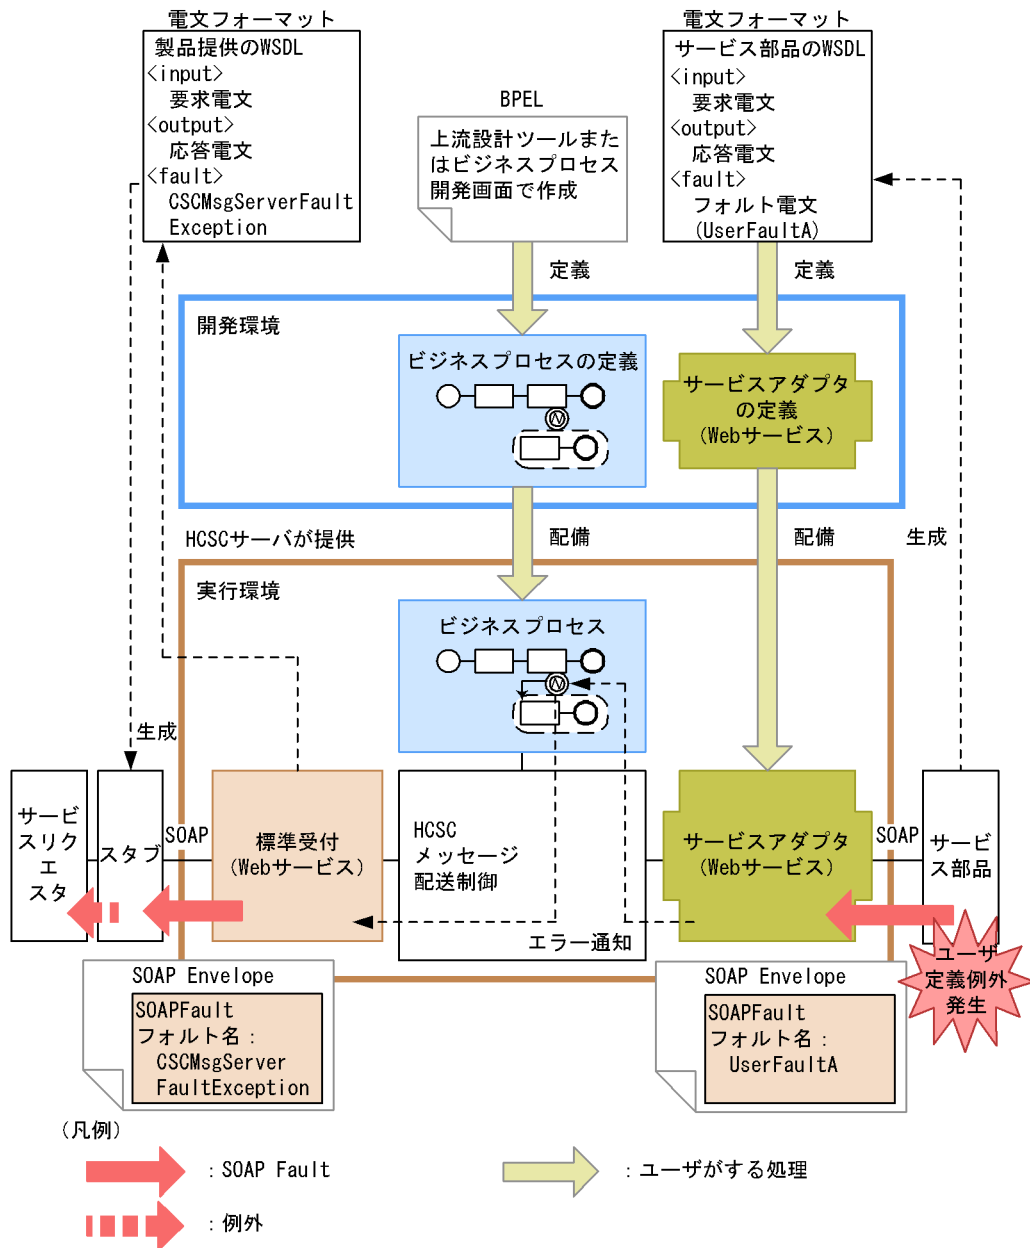 電文フォーマット
製品提供のWSDL
<input>
要求電文
<output>
応答電文
<fault>
CSCMsgServerFault
Exception
BPEL
上流設計ツールまた
はビジネスプロセス
開発画面で作成
電文フォーマット
サービス部品のWSDL
<input>
要求電文
<output>
応答電文
<fault>
フォルト電文
(UserFaultA)
定義
定義
開発環境
ビジネスプロセスの定義
サービスアダプタ
の定義
(Webサービス)
HCSCサーバが提供
配備
配備
生成
実行環境
ビジネスプロセス
生成
サービ
スリク
エ
スタ
スタブ
SOAP
標準受付
(Webサービス)
HCSC
メッセージ
配送制御
サービスアダプタ
(Webサービス)
SOAP
サービ
ス部品
エラー通知
ユーザ
定義例外
発生
SOAP Envelope
SOAPFault
フォルト名：
CSCMsgServer
FaultException
SOAP Envelope
SOAPFault
フォルト名：
UserFaultA
(凡例)
：SOAP Fault
：ユーザがする処理
：例外